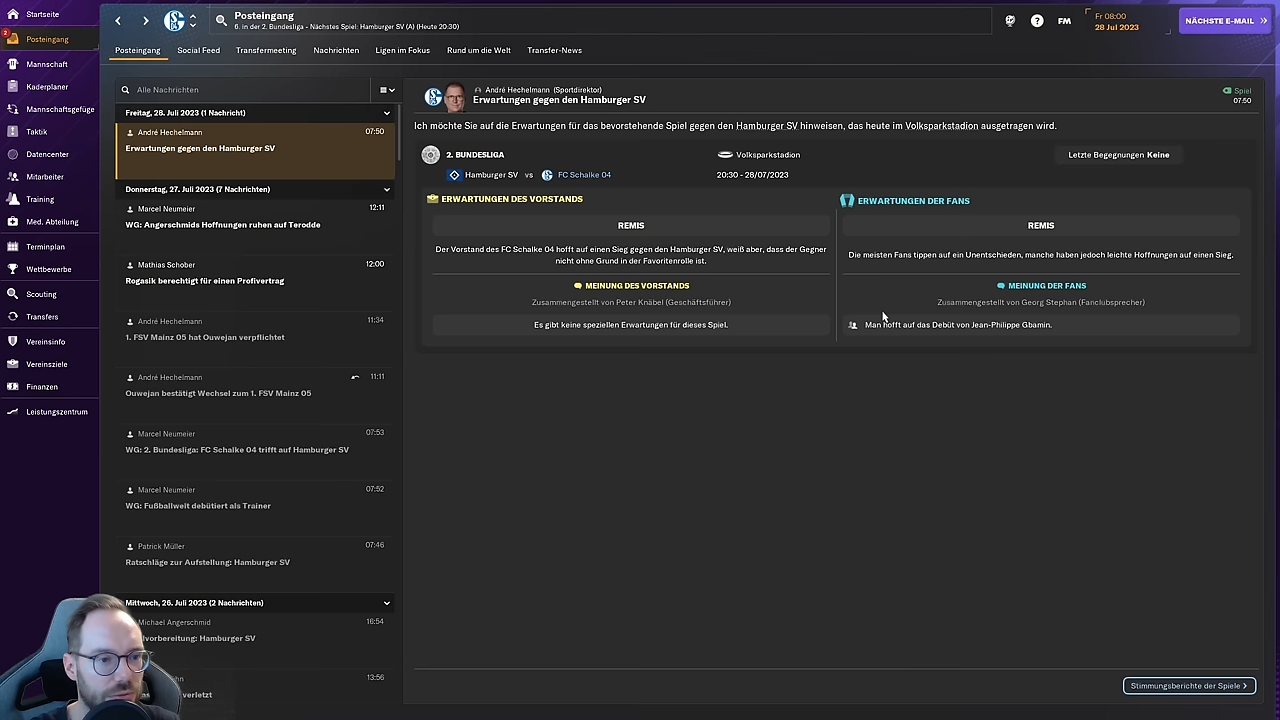 Startseite
2
Posteingang
Mannschaft
Kaderplaner
Mannschaftsgefüge
Taktik
Datencenter
Mitarbeiter
Training
Med. Abteilung
Terminplan
Wettbewerbe
Scouting
Transfers
Vereinsinfo
Vereinsziele
Finanzen
Leistungszentrum
Posteingang
6. in der 2. Bundesliga - Nächstes Spiel: Hamburger SV (A) (Heute 20:30)
FM
Fr 08:00
28 Jul 2023
NÄCHSTE E-MAIL
Posteingang Social Feed Transfermeeting Nachrichten Ligen im Fokus Rund um die Welt Transfer-News
Alle Nachrichten
Freitag, 28. Juli 2023 (1 Nachricht)
André Hechelmann 07:50
Erwartungen gegen den Hamburger SV
Donnerstag, 27. Juli 2023 (7 Nachrichten)
Marcel Neumeier 12:11
WG: Angerschmids Hoffnungen ruhen auf Terodde
Mathias Schober 12:00
Rogasik berechtigt für einen Profivertrag
André Hechelmann 11:34
1. FSV Mainz 05 hat Ouwejan verpflichtet
André Hechelmann 11:11
Ouwejan bestätigt Wechsel zum 1. FSV Mainz 05
Marcel Neumeier 07:53
WG: 2. Bundesliga: FC Schalke 04 trifft auf Hamburger SV
Marcel Neumeier 07:52
WG: Fußballwelt debütiert als Trainer
Patrick Müller 07:46
Ratschläge zur Aufstellung: Hamburger SV
Mittwoch, 26. Juli 2023 (2 Nachrichten)
Michael Angerschmid 16:54
lvorbereitung: Hamburger SV
13:56
verletzt
André Hechelmann (Sportdirektor)
Erwartungen gegen den Hamburger SV
Spiel
07:50
Ich möchte Sie auf die Erwartungen für das bevorstehende Spiel gegen den Hamburger SV hinweisen, das heute im Volksparkstadion ausgetragen wird.
2. BUNDESLIGA Volksparkstadion Letzte Begegnungen Keine
Hamburger SV vs FC Schalke 04 20:30 - 28/07/2023
ERWARTUNGEN DES VORSTANDS
REMIS
Der Vorstand des FC Schalke 04 hofft auf einen Sieg gegen den Hamburger SV, weiß aber, dass der Gegner
nicht ohne Grund in der Favoritenrolle ist.
MEINUNG DES VORSTANDS
Zusammengestellt von Peter Knäbel (Geschäftsführer)
Es gibt keine speziellen Erwartungen für dieses Spiel.
ERWARTUNGEN DER FANS
REMIS
Die meisten Fans tippen auf ein Unentschieden, manche haben jedoch leichte Hoffnungen auf einen Sieg.
MEINUNG DER FANS
Zusammengestellt von Georg Stephan (Fanclubsprecher)
Man hofft auf das Debüt von Jean-Philippe Gbamin.
Stimmungsberichte der Spiele